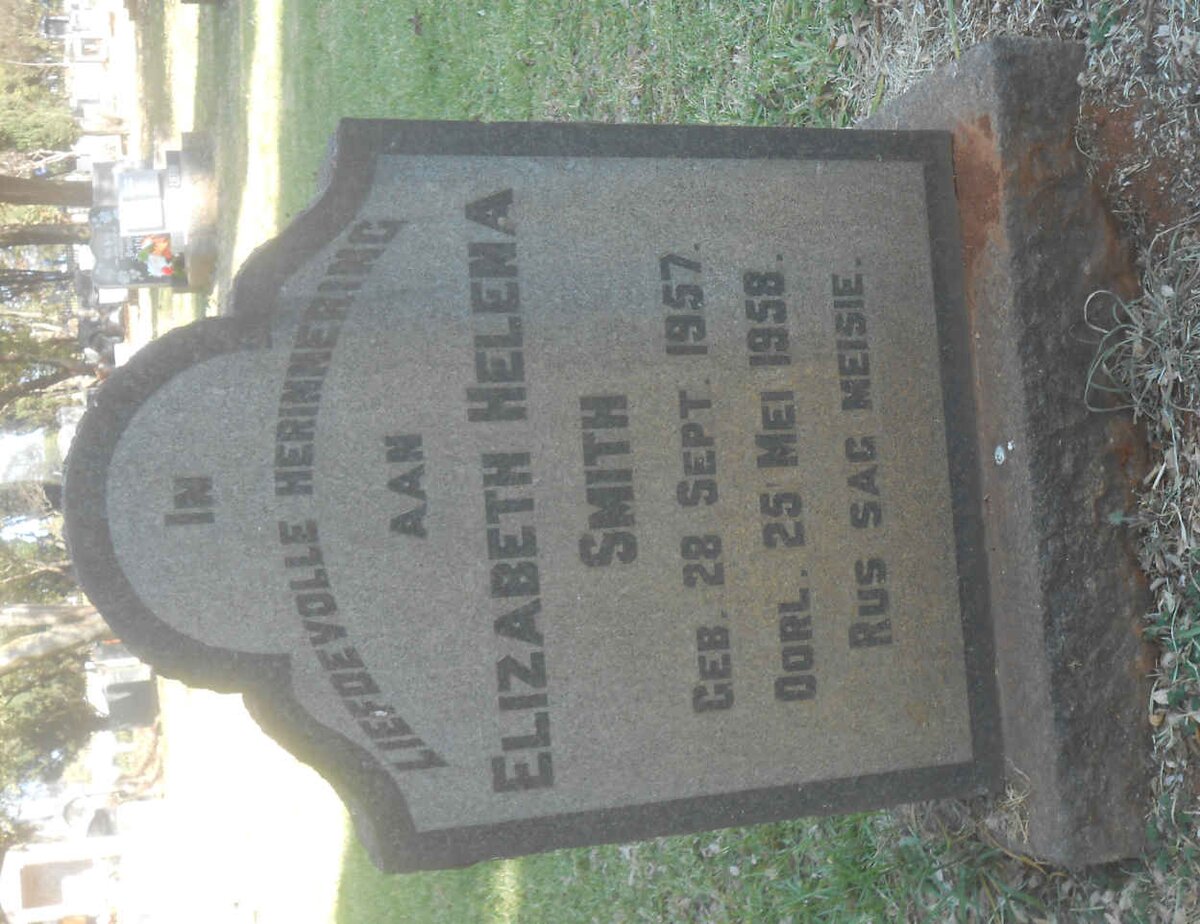 IN
LIEFDEVOLLE HERINNERING
AAN
ELIZABETH HELENA
SMITH
GEB. 28 SEPT. 1957.
OORL. 25 MEI 1958.
RUS SAG MEISIE.